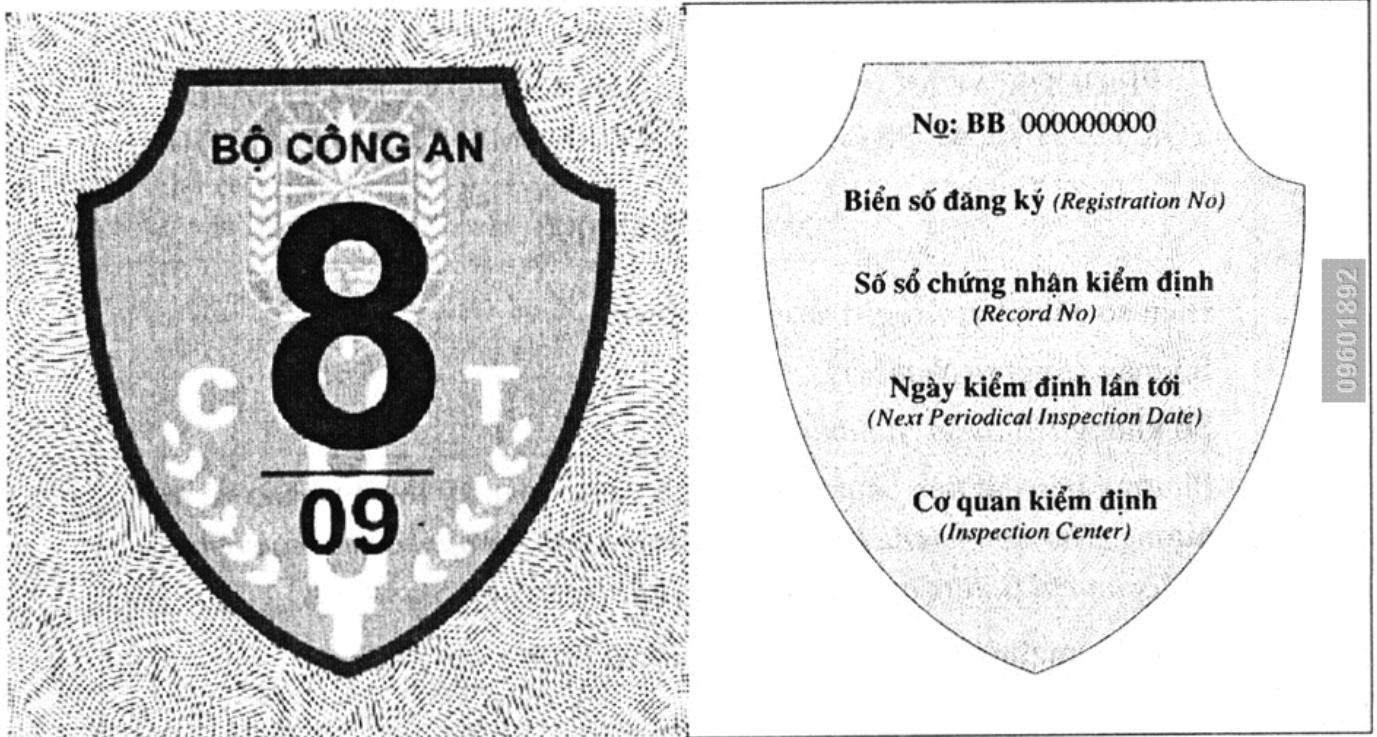 BỘ CÔNG AN
8
C T
09
T
No: BB 000000000
Biển số đăng ký (Registration No)
Số sổ chứng nhận kiểm định
(Record No)
Ngày kiểm định lần tới
(Next Periodical Inspection Date)
Cơ quan kiểm định
(Inspection Center)
09601892